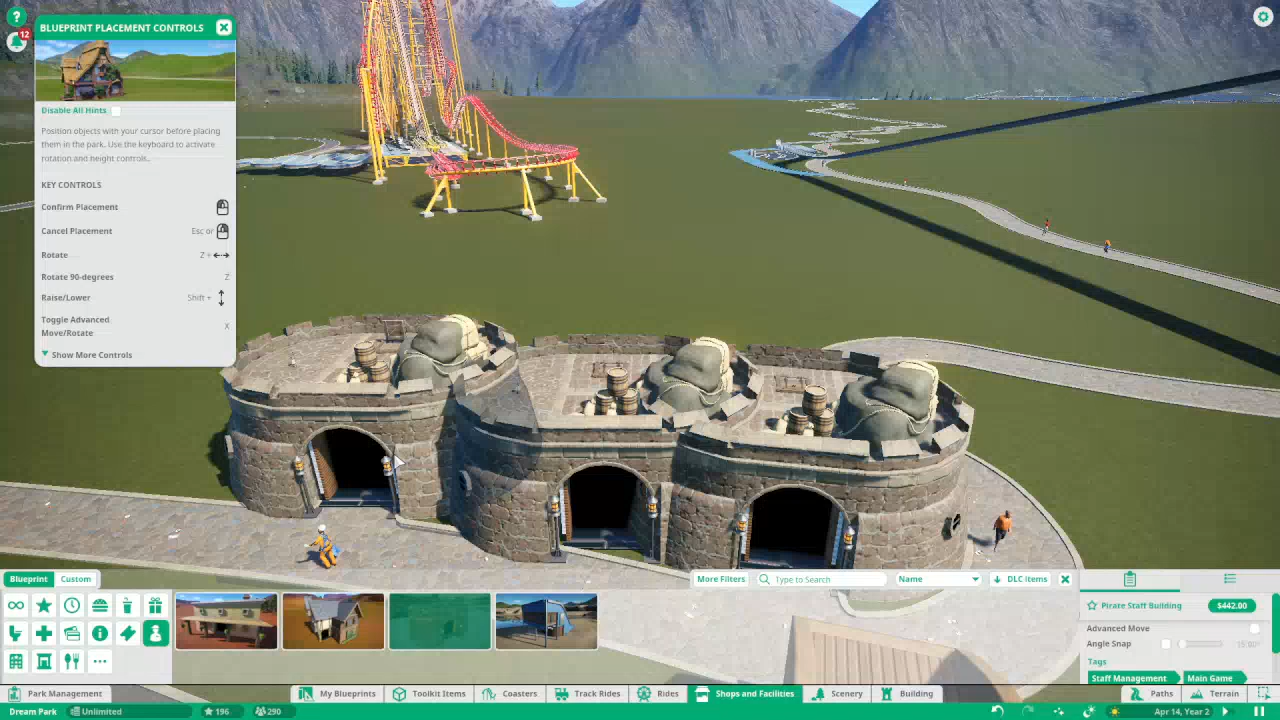 ?
12
BLUEPRINT PLACEMENT CONTROLS
Disable All Hints
Position objects with your cursor before placing
them in the park. Use the keyboard to activate
rotation and height controls..
KEY CONTROLS
Confirm Placement
Cancel Placement Esc or
Rotate Z +
Rotate 90-degrees Z
Raise/Lower Shift +
Toggle Advanced
Move/Rotate X
Show More Controls
Blueprint Custom
More Filters Type to Search Name DLC Items
Pirate Staff Building $442.00
Advanced Move
Angle Snap 15.00°
Tags
Staff Management Main Game
Park Management My Blueprints Toolkit Items Coasters Track Rides Rides Shops and Facilities Scenery Building Paths Terrain
Dream Park Unlimited 196 290 Apr 14, Year 2